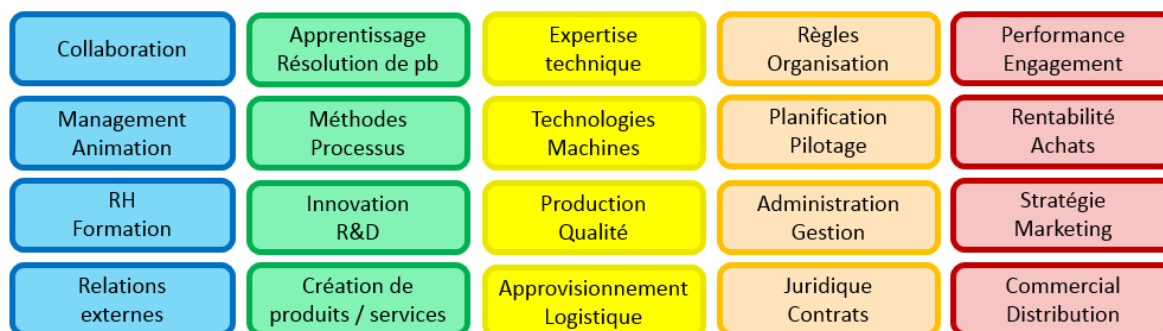 Collaboration
Apprentissage
Résolution de pb
Expertise
technique
Règles
Organisation
Performance
Engagement
Management
Animation
Méthodes
Processus
Technologies
Machines
Planification
Pilotage
Rentabilité
Achats
RH
Formation
Innovation
R&D
Production
Qualité
Administration
Gestion
Stratégie
Marketing
Relations
externes
Création de
produits / services
Approvisionnement
Logistique
Juridique
Contrats
Commercial
Distribution